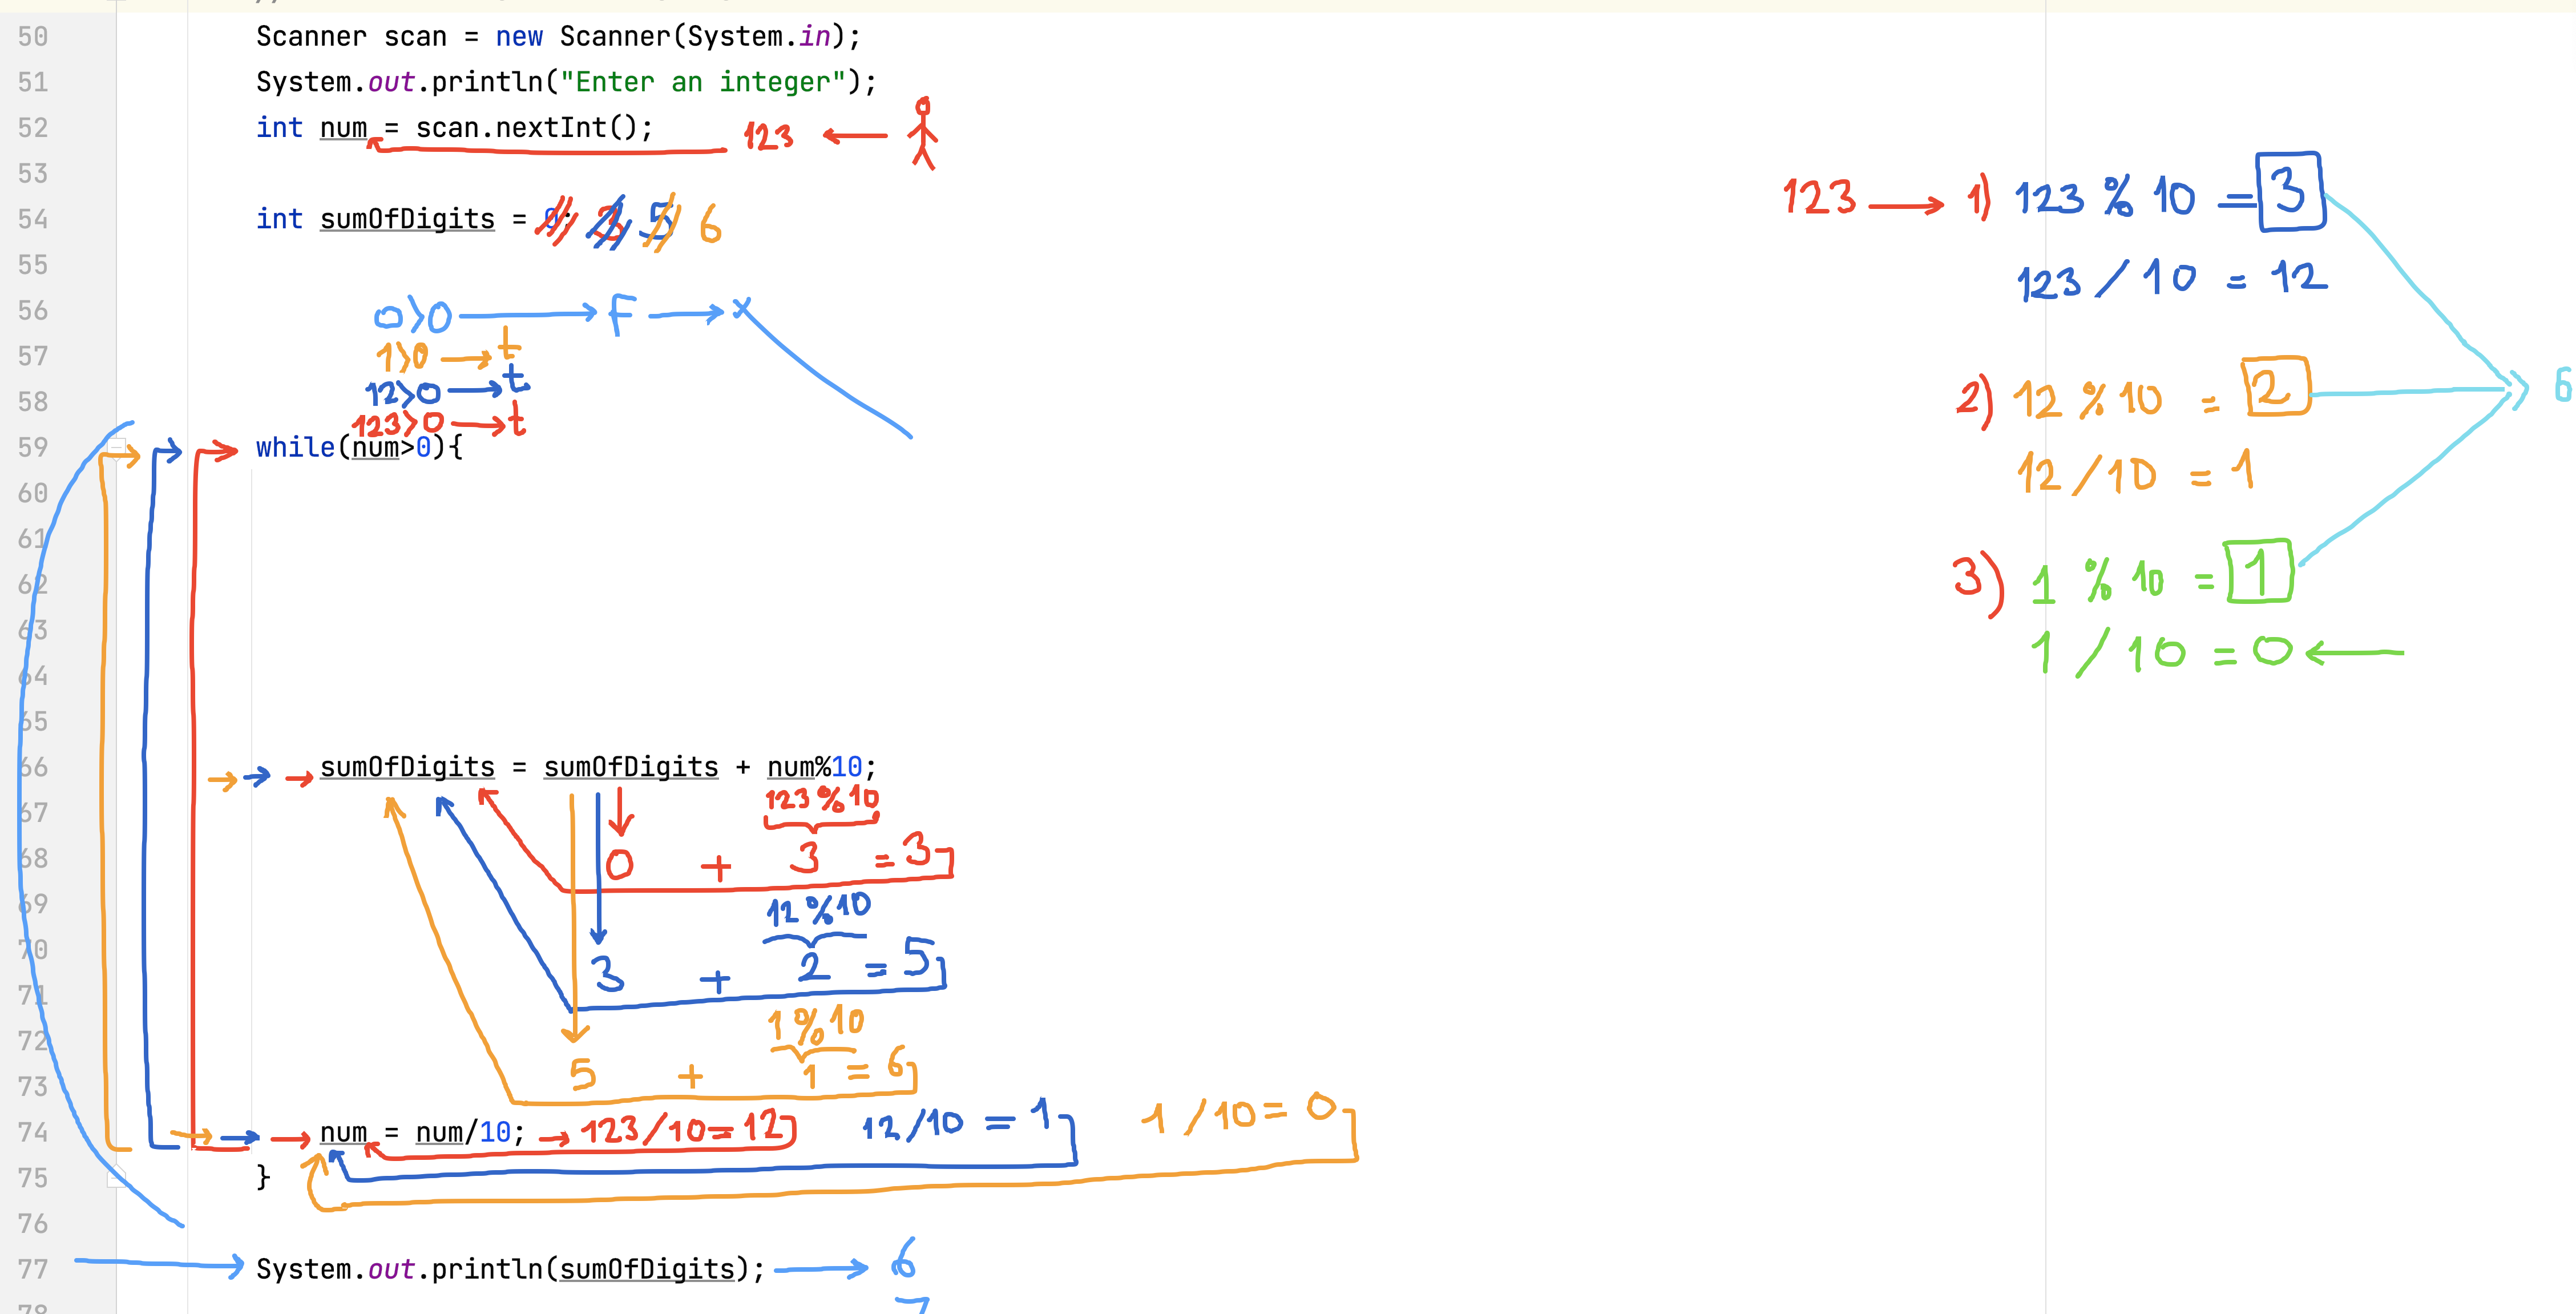 50 Scanner scan = new Scanner(System.in);
51 System.out.println("Enter an integer");
52 int num = scan.nextInt(); 123
53
54 int sumOfDigits = 0; 3 5 6
55
56 0>0 F x
57 1>0 t
58 12>0 t
123>0 t
59 while(num>0){
60
61
62
63
64
65
66 sumOfDigits = sumOfDigits + num%10;
67 123%10
68 0 + 3 = 3
69 12%10
70 3 + 2 = 5
71
72 1%10
73 5 + 1 = 6
74 num = num/10; 123/10=12 12/10 = 1 1/10= 0
75 }
76
77 System.out.println(sumOfDigits); 6
78
123 1) 123 % 10 = 3
123 / 10 = 12
2) 12 % 10 = 2 6
12/10 = 1
3) 1 % 10 = 1
1 / 10 = 0